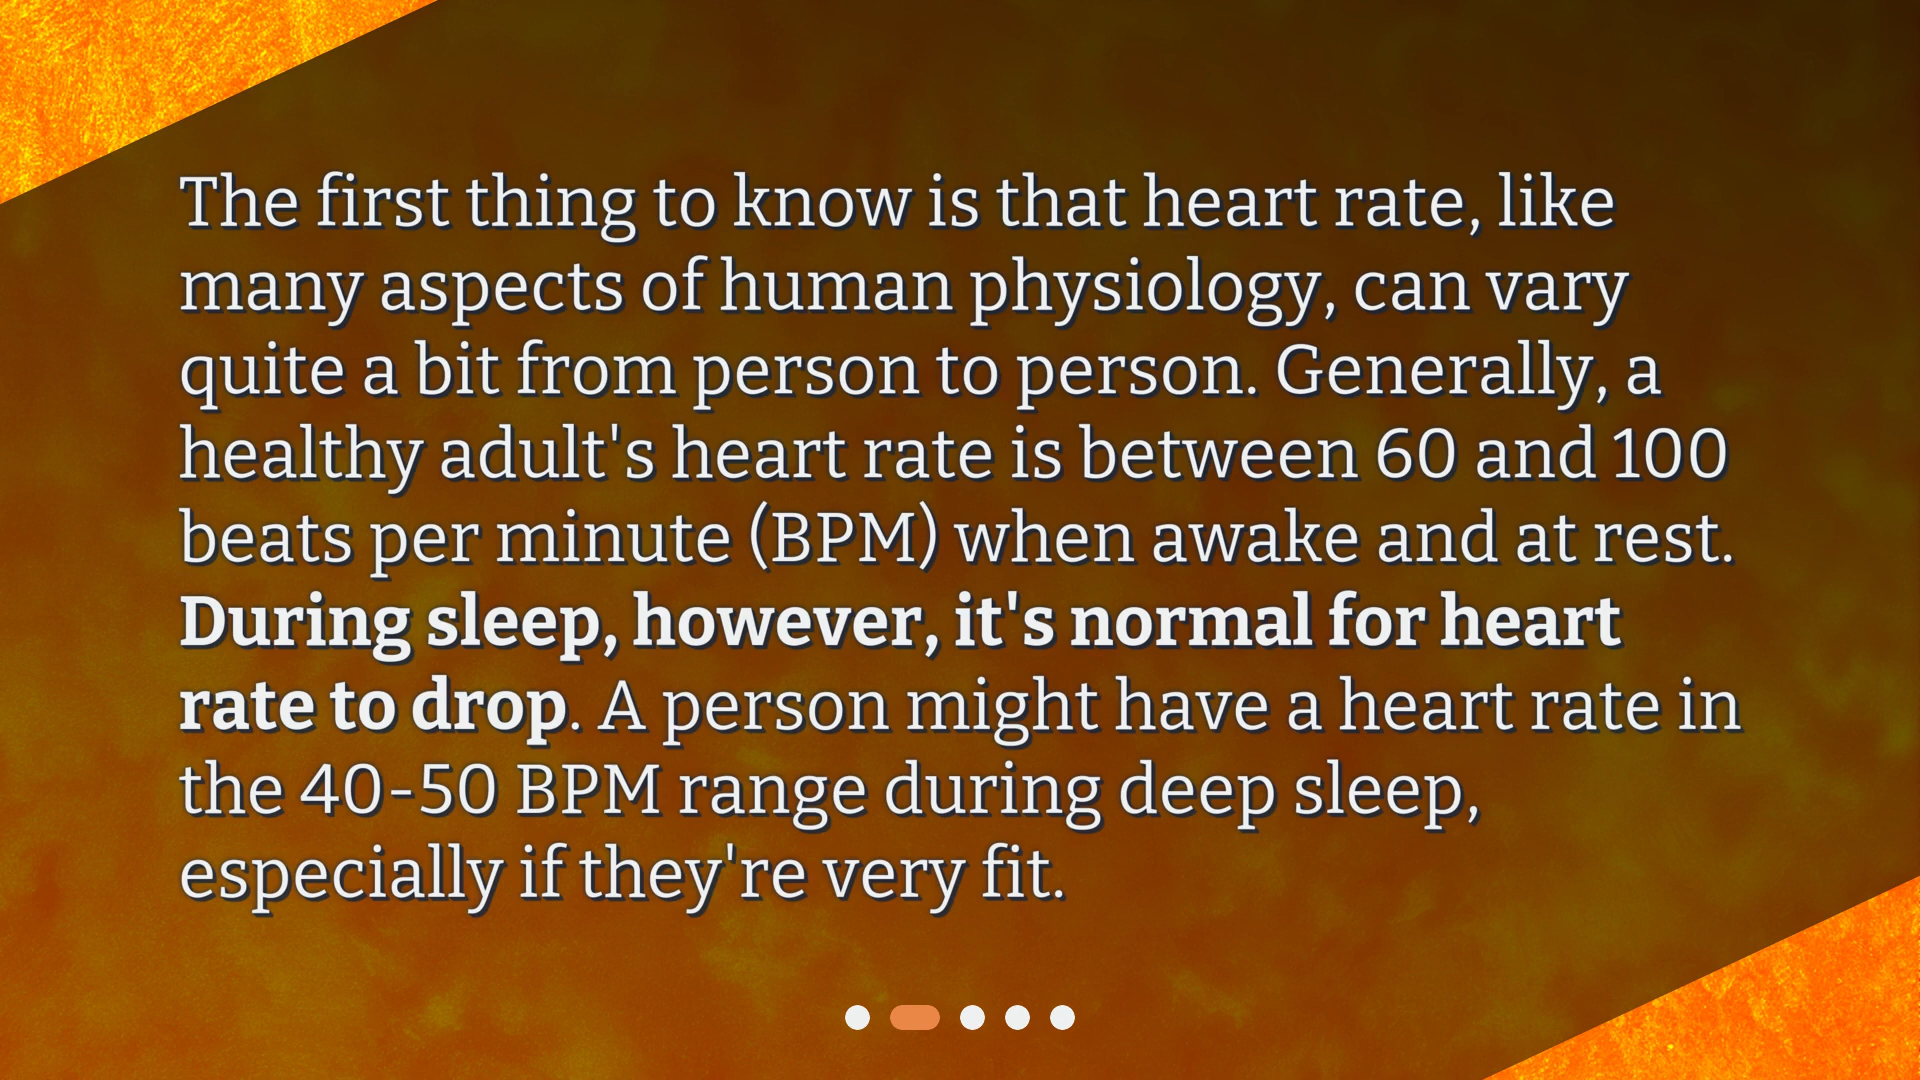 The first thing to know is that heart rate, like
many aspects of human physiology, can vary
quite a bit from person to person. Generally, a
healthy adult's heart rate is between 60 and 100
beats per minute (BPM) when awake and at rest.
During sleep, however, it's normal for heart
rate to drop. A person might have a heart rate in
the 40-50 BPM range during deep sleep,
especially if they're very fit.